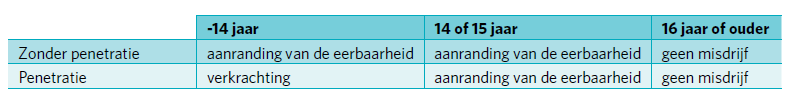 -14 jaar 14 of 15 jaar 16 jaar of ouder
Zonder penetratie aanranding van de eerbaarheid aanranding van de eerbaarheid geen misdrijf
Penetratie verkrachting aanranding van de eerbaarheid geen misdrijf